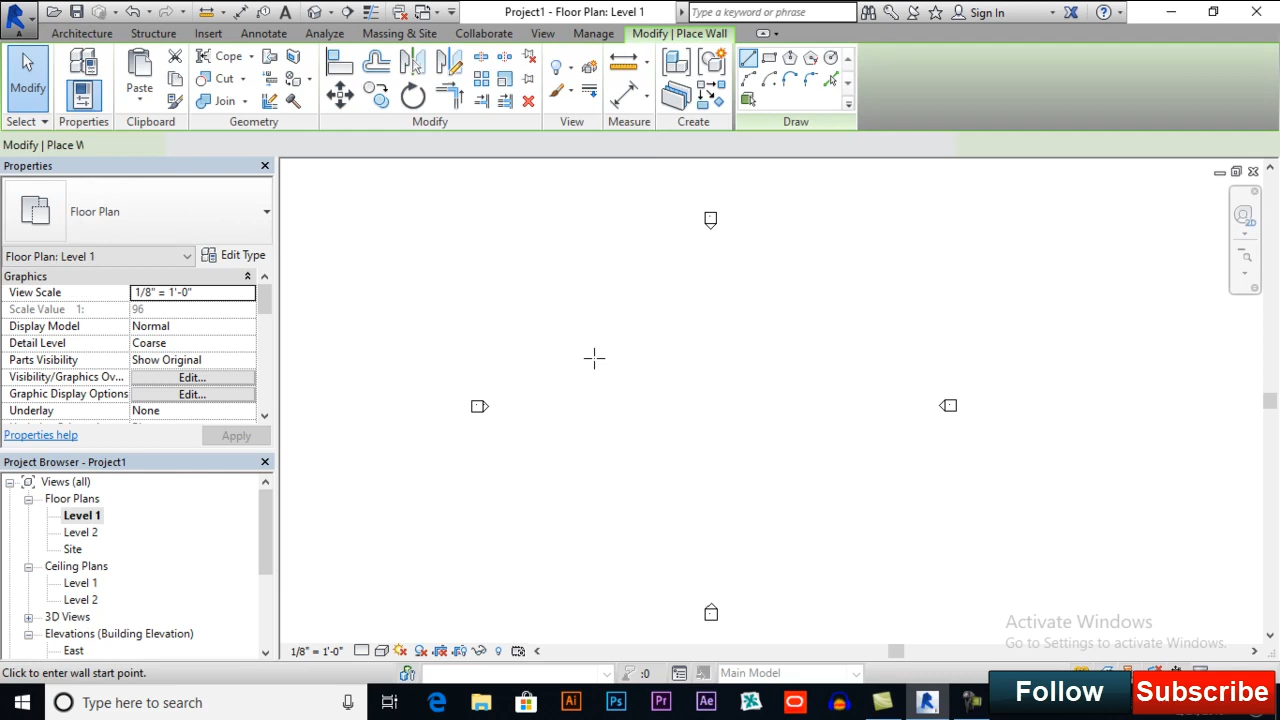 Project1 - Floor Plan: Level 1
Type a keyword or phrase
Sign In
Architecture Structure Insert Annotate Analyze Massing & Site Collaborate View Manage Modify | Place Wall
Modify
Paste
Cope
Cut
Join
Select Properties Clipboard Geometry Modify View Measure Create Draw
Modify | Place W
Properties
Floor Plan
Floor Plan: Level 1
Edit Type
Graphics
View Scale 1/8" = 1'-0"
Scale Value 1: 96
Display Model Normal
Detail Level Coarse
Parts Visibility Show Original
Visibility/Graphics Ov... Edit...
Graphic Display Options Edit...
Underlay None
Properties help
Apply
Project Browser - Project1
Views (all)
Floor Plans
Level 1
Level 2
Site
Ceiling Plans
Level 1
Level 2
3D Views
Elevations (Building Elevation)
East
2D
Activate Windows
Go to Settings to activate Windows.
1/8" = 1'-0"
Click to enter wall start point.
:0
Main Model
Type here to search
Ai
Ps
Pr
Ae
Follow
Subscribe